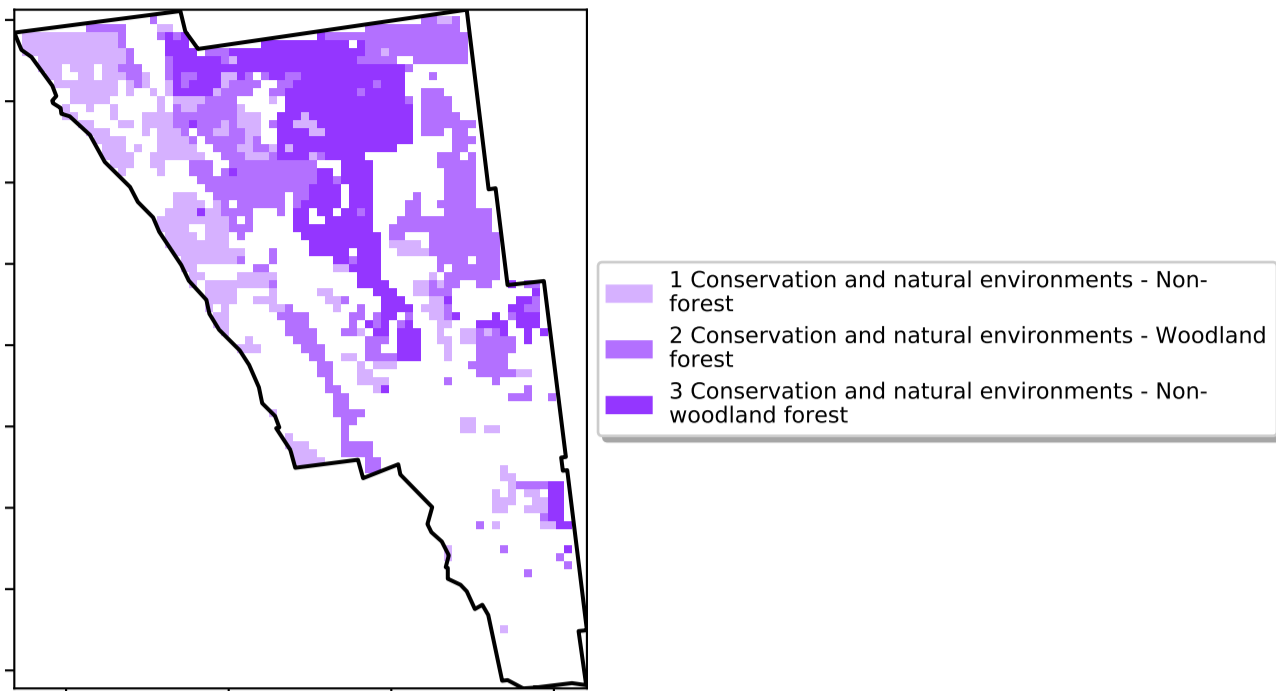 1 Conservation and natural environments - Non-
forest
2 Conservation and natural environments - Woodland
forest
3 Conservation and natural environments - Non-
woodland forest